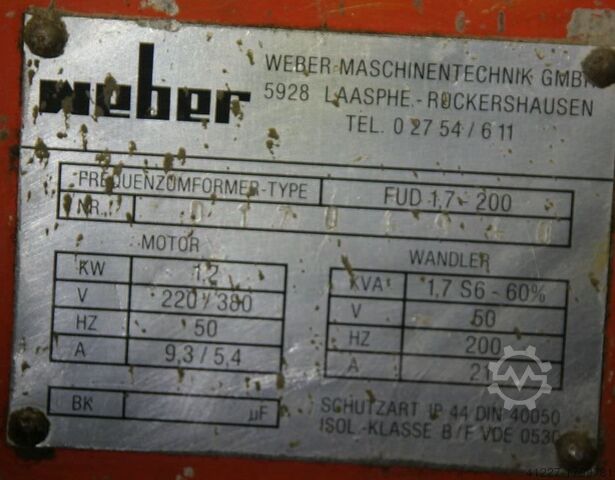 weber
WEBER MASCHINENTECHNIK GMBH
5928 LAASPHE.-RÜCKERSHAUSEN
TEL. 0 27 54 / 6 11
FREQUENZUMFORMER-TYPE FUD 1,7 - 200
NR.
MOTOR
KW 1,2
V 220 / 380
HZ 50
A 9,3 / 5,4
BK µF
WANDLER
KVA 1,7 S6 - 60%
V 50
HZ 200
A 21
SCHUTZART IP 44 DIN 40050
ISOL.-KLASSE B/F VDE 0530